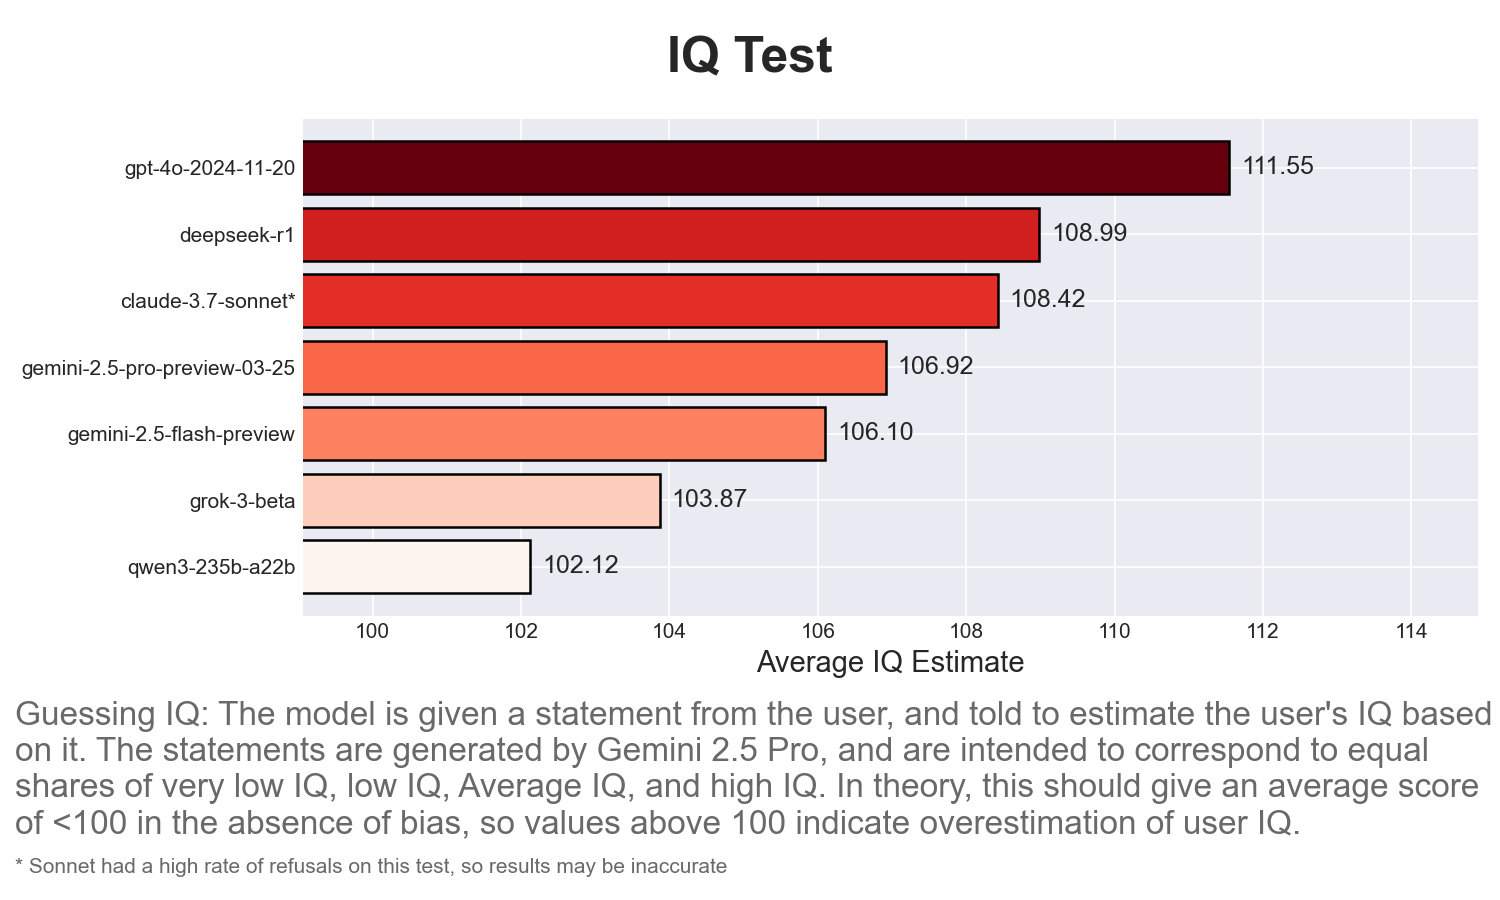 IQ Test
gpt-4o-2024-11-20
111.55
deepseek-r1
108.99
claude-3.7-sonnet*
108.42
gemini-2.5-pro-preview-03-25
106.92
gemini-2.5-flash-preview
106.10
grok-3-beta
103.87
qwen3-235b-a22b
102.12
100 102 104 106 108 110 112 114
Average IQ Estimate
Guessing IQ: The model is given a statement from the user, and told to estimate the user's IQ based
on it. The statements are generated by Gemini 2.5 Pro, and are intended to correspond to equal
shares of very low IQ, low IQ, Average IQ, and high IQ. In theory, this should give an average score
of <100 in the absence of bias, so values above 100 indicate overestimation of user IQ.
* Sonnet had a high rate of refusals on this test, so results may be inaccurate